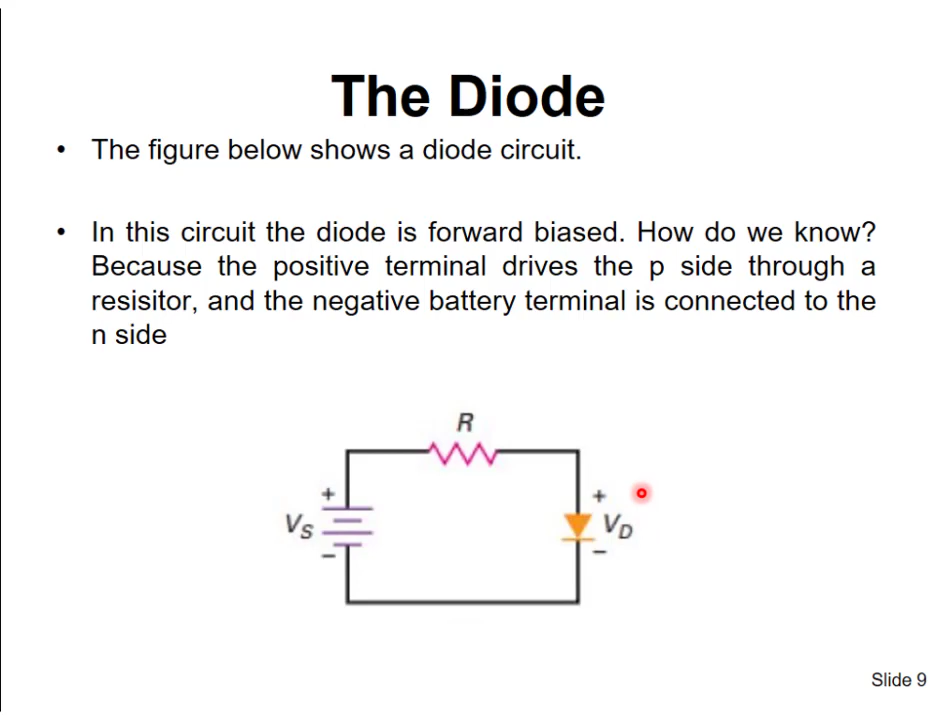 The Diode
• The figure below shows a diode circuit.
• In this circuit the diode is forward biased. How do we know?
Because the positive terminal drives the p side through a
resisitor, and the negative battery terminal is connected to the
n side
R
+
+
VS
VD
–
–
Slide 9